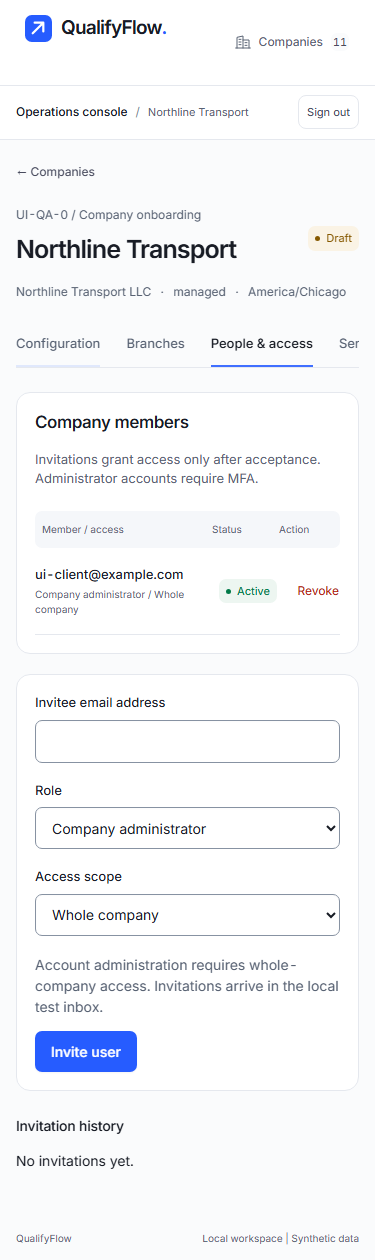 QualifyFlow.
Companies 11
Operations console / Northline Transport
Sign out
← Companies
UI-QA-0 / Company onboarding
Northline Transport
Draft
Northline Transport LLC · managed · America/Chicago
Configuration Branches People & access Ser
Company members
Invitations grant access only after acceptance.
Administrator accounts require MFA.
Member / access Status Action
ui-client@example.com
Company administrator / Whole
company
Active
Revoke
Invitee email address
Role
Company administrator
Access scope
Whole company
Account administration requires whole-
company access. Invitations arrive in the local
test inbox.
Invite user
Invitation history
No invitations yet.
QualifyFlow
Local workspace | Synthetic data